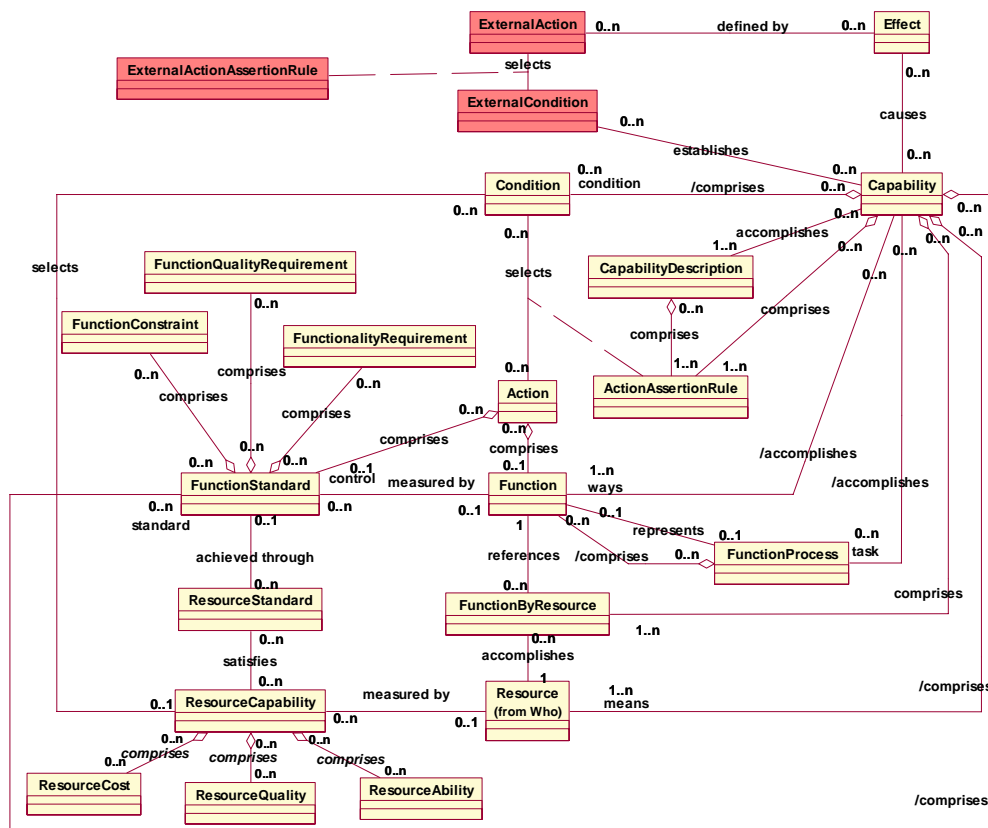 ExternalAction
0..n
defined by
0..n
Effect
selects
0..n
ExternalActionAssertionRule
ExternalCondition
0..n
causes
establishes
0..n
0..n
0..n
condition
/comprises
0..n
Condition
Capability
0..n
0..n
0..n
0..n
0..n
0..n
0..n
accomplishes
0..n
1..n
selects
FunctionQualityRequirement
selects
CapabilityDescription
0..n
0..n
comprises
FunctionConstraint
FunctionalityRequirement
comprises
0..n
comprises
0..n
0..n
1..n
1..n
comprises
comprises
ActionAssertionRule
Action
0..n
0..n
comprises
0..n
comprises
0..n
0..n
0..1
0..1
control
/accomplishes
FunctionStandard
measured by
Function
1..n
ways
/accomplishes
0..n
0..1
0..n
0..1
1
0..n
0..1
standard
represents
0..n
achieved through
references
/comprises
0..n
0..1
FunctionProcess
task
0..n
0..n
ResourceStandard
FunctionByResource
comprises
0..n
0..n
1..n
satisfies
accomplishes
0..n
1
ResourceCapability
measured by
Resource
(from Who)
1..n
means
/comprises
0..1
0..n
0..1
0..n
0..n
0..n
comprises
comprises
comprises
0..n
0..n
0..n
ResourceCost
ResourceQuality
ResourceAbility
/comprises